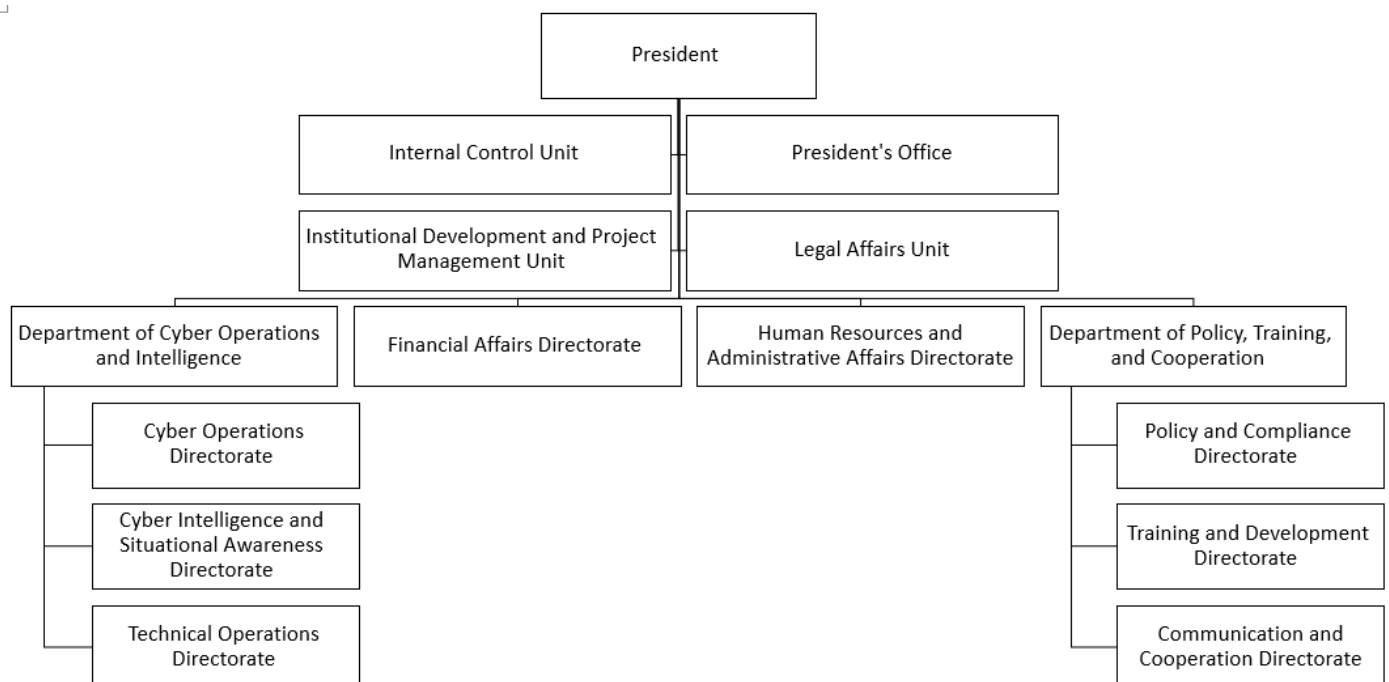 President
Internal Control Unit
President's Office
Institutional Development and Project
Management Unit
Legal Affairs Unit
Department of Cyber Operations
and Intelligence
Financial Affairs Directorate
Human Resources and
Administrative Affairs Directorate
Department of Policy, Training,
and Cooperation
Cyber Operations
Directorate
Cyber Intelligence and
Situational Awareness
Directorate
Technical Operations
Directorate
Policy and Compliance
Directorate
Training and Development
Directorate
Communication and
Cooperation Directorate